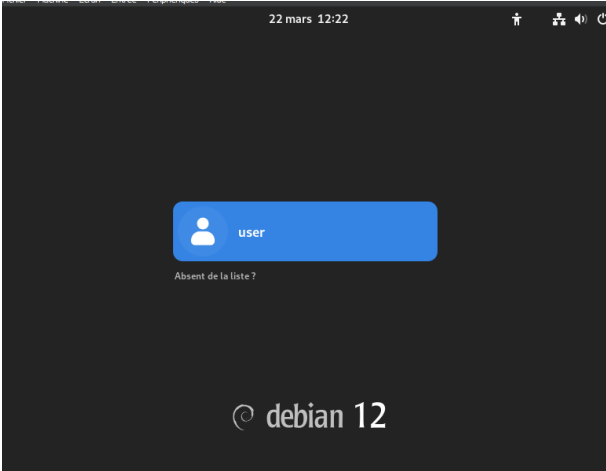 22 mars 12:22
user
Absent de la liste ?
debian 12